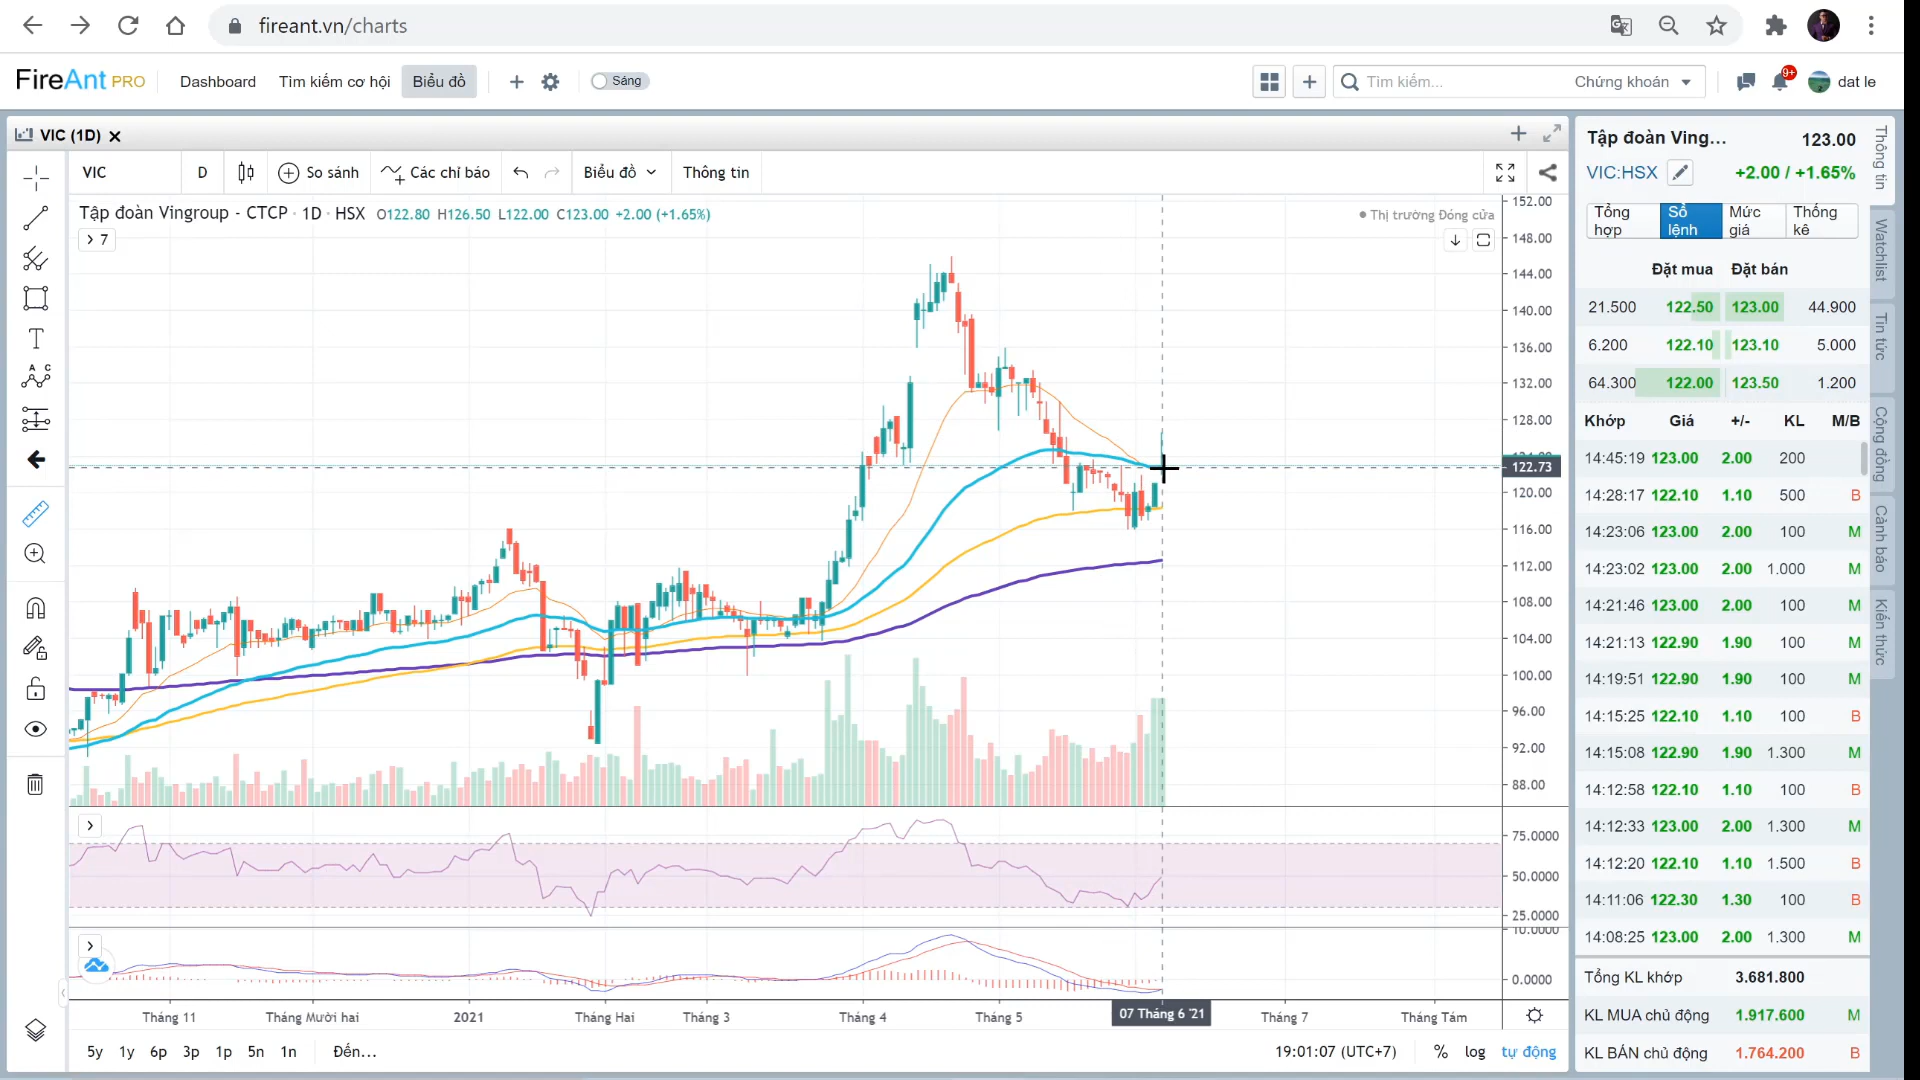 fireant.vn/charts
FireAnt PRO Dashboard Tìm kiếm cơ hội Biểu đồ Sáng Tìm kiếm... Chứng khoán 9+ dat le
VIC (1D)
VIC D So sánh Các chỉ báo Biểu đồ Thông tin
Tập đoàn Vingroup - CTCP · 1D · HSX O122.80 H126.50 L122.00 C123.00 +2.00 (+1.65%)
Thị trường Đóng cửa
7
152.00
148.00
144.00
140.00
136.00
132.00
128.00
122.73
120.00
116.00
112.00
108.00
104.00
100.00
96.00
92.00
88.00
75.0000
50.0000
25.0000
10.0000
0.0000
Tháng 11 Tháng Mười hai 2021 Tháng Hai Tháng 3 Tháng 4 Tháng 5 07 Tháng 6 '21 Tháng 7 Tháng Tám
5y 1y 6p 3p 1p 5n 1n Đến... 19:01:07 (UTC+7) % log tự động
Tập đoàn Ving... 123.00
VIC:HSX +2.00 / +1.65%
Tổng hợp
Sổ lệnh
Mức giá
Thống kê
Đặt mua Đặt bán
21.500 122.50 123.00 44.900
6.200 122.10 123.10 5.000
64.300 122.00 123.50 1.200
Khớp Giá +/- KL M/B
14:45:19 123.00 2.00 200
14:28:17 122.10 1.10 500 B
14:23:06 123.00 2.00 100 M
14:23:02 123.00 2.00 1.000 M
14:21:46 123.00 2.00 100 M
14:21:13 122.90 1.90 100 M
14:19:51 122.90 1.90 100 M
14:15:25 122.10 1.10 100 B
14:15:08 122.90 1.90 1.300 M
14:12:58 122.10 1.10 100 B
14:12:33 123.00 2.00 1.300 M
14:12:20 122.10 1.10 1.500 B
14:11:06 122.30 1.30 100 B
14:08:25 123.00 2.00 1.300 M
Tổng KL khớp 3.681.800
KL MUA chủ động 1.917.600 M
KL BÁN chủ động 1.764.200 B
Thông tin
Watchlist
Tin tức
Cộng đồng
Cảnh báo
Kiến thức